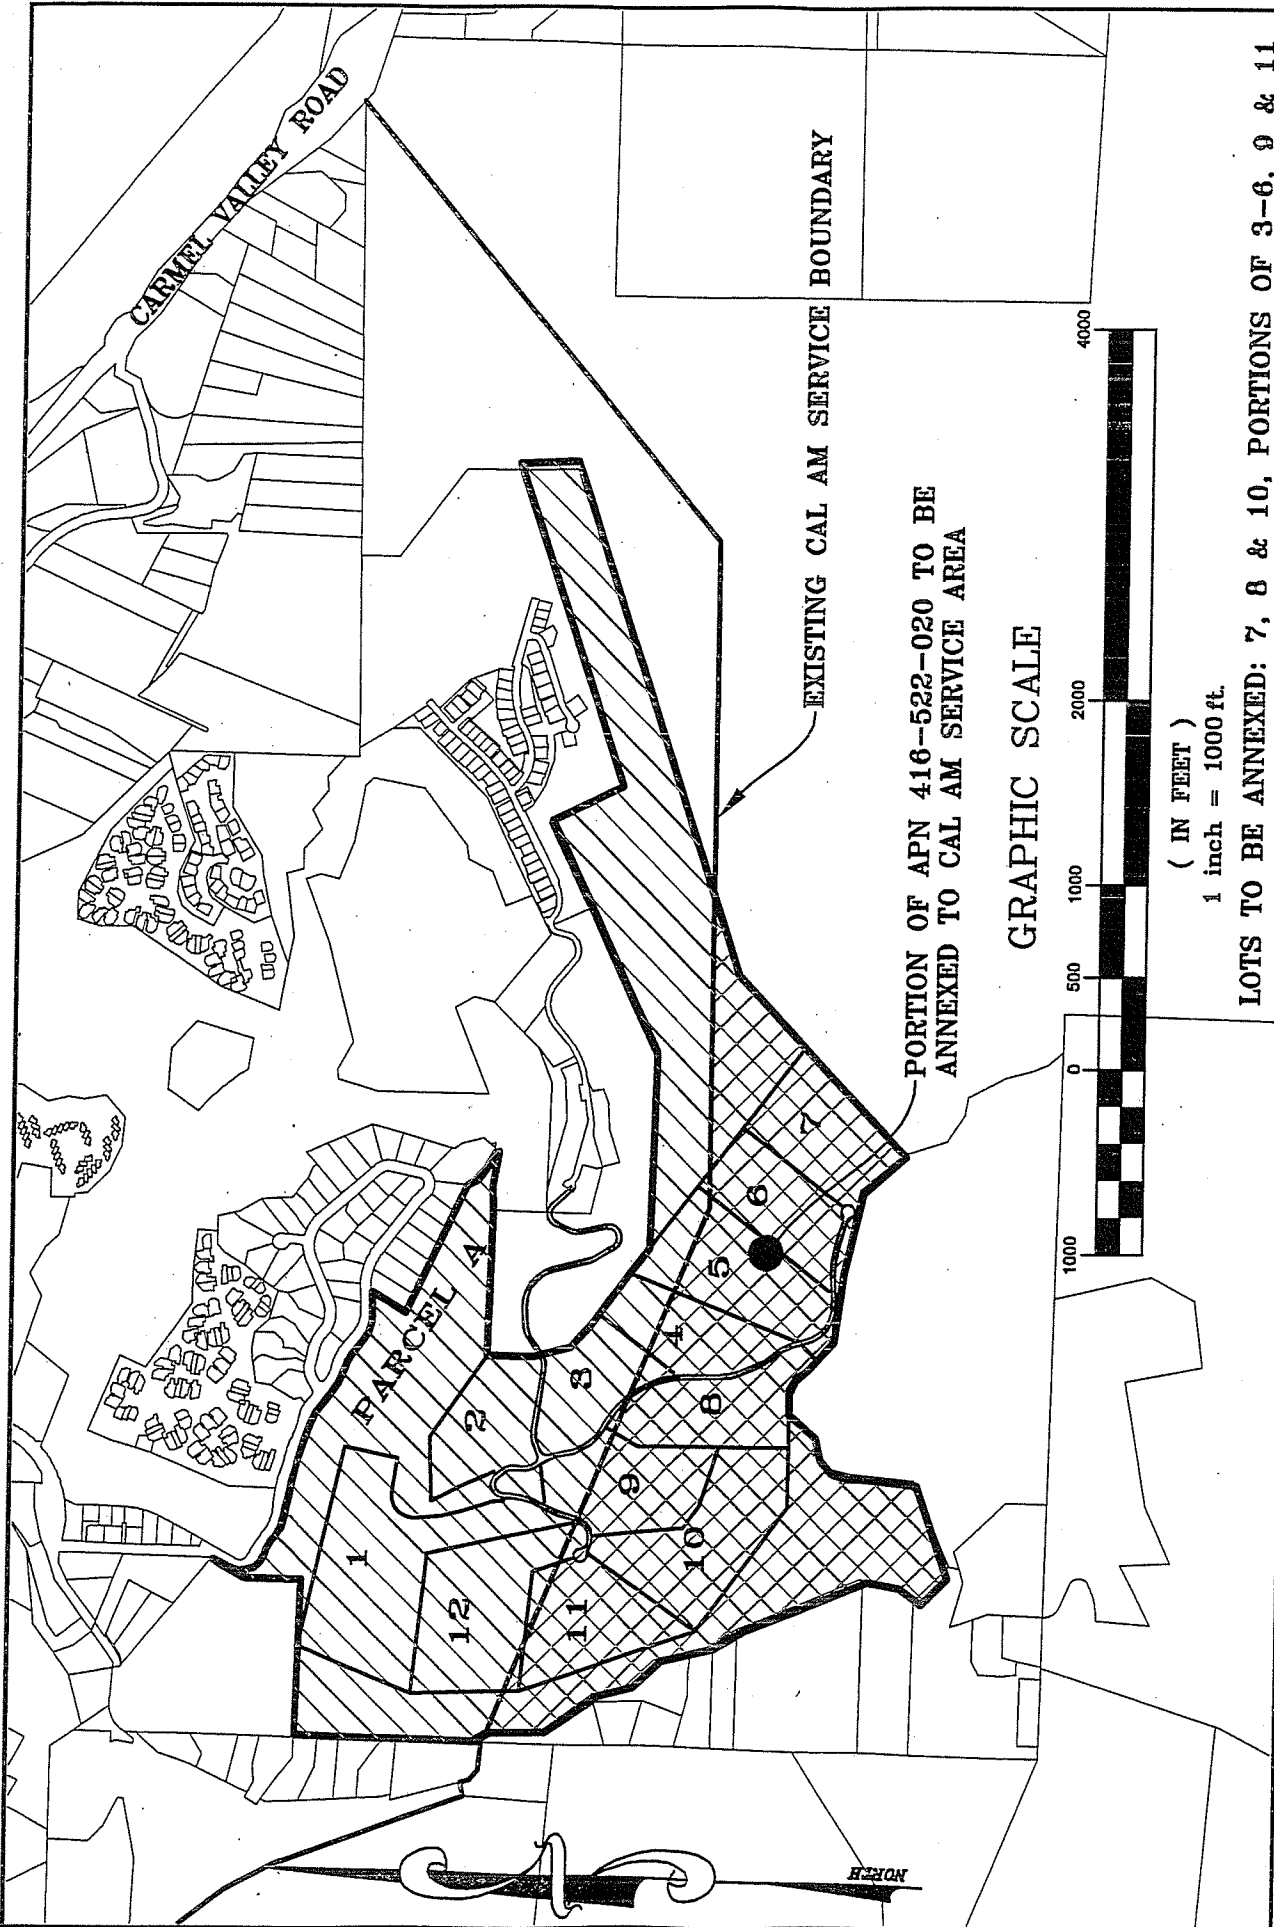 CARMEL VALLEY ROAD
EXISTING CAL AM SERVICE BOUNDARY
PORTION OF APN 416-522-020 TO BE
ANNEXED TO CAL AM SERVICE AREA
PARCEL A
1
2
3
4
5
6
7
8
9
10
11
12
NORTH
GRAPHIC SCALE
1000 0 500 1000 2000 4000
( IN FEET )
1 inch = 1000 ft.
LOTS TO BE ANNEXED: 7, 8 & 10, PORTIONS OF 3-6, 9 & 11